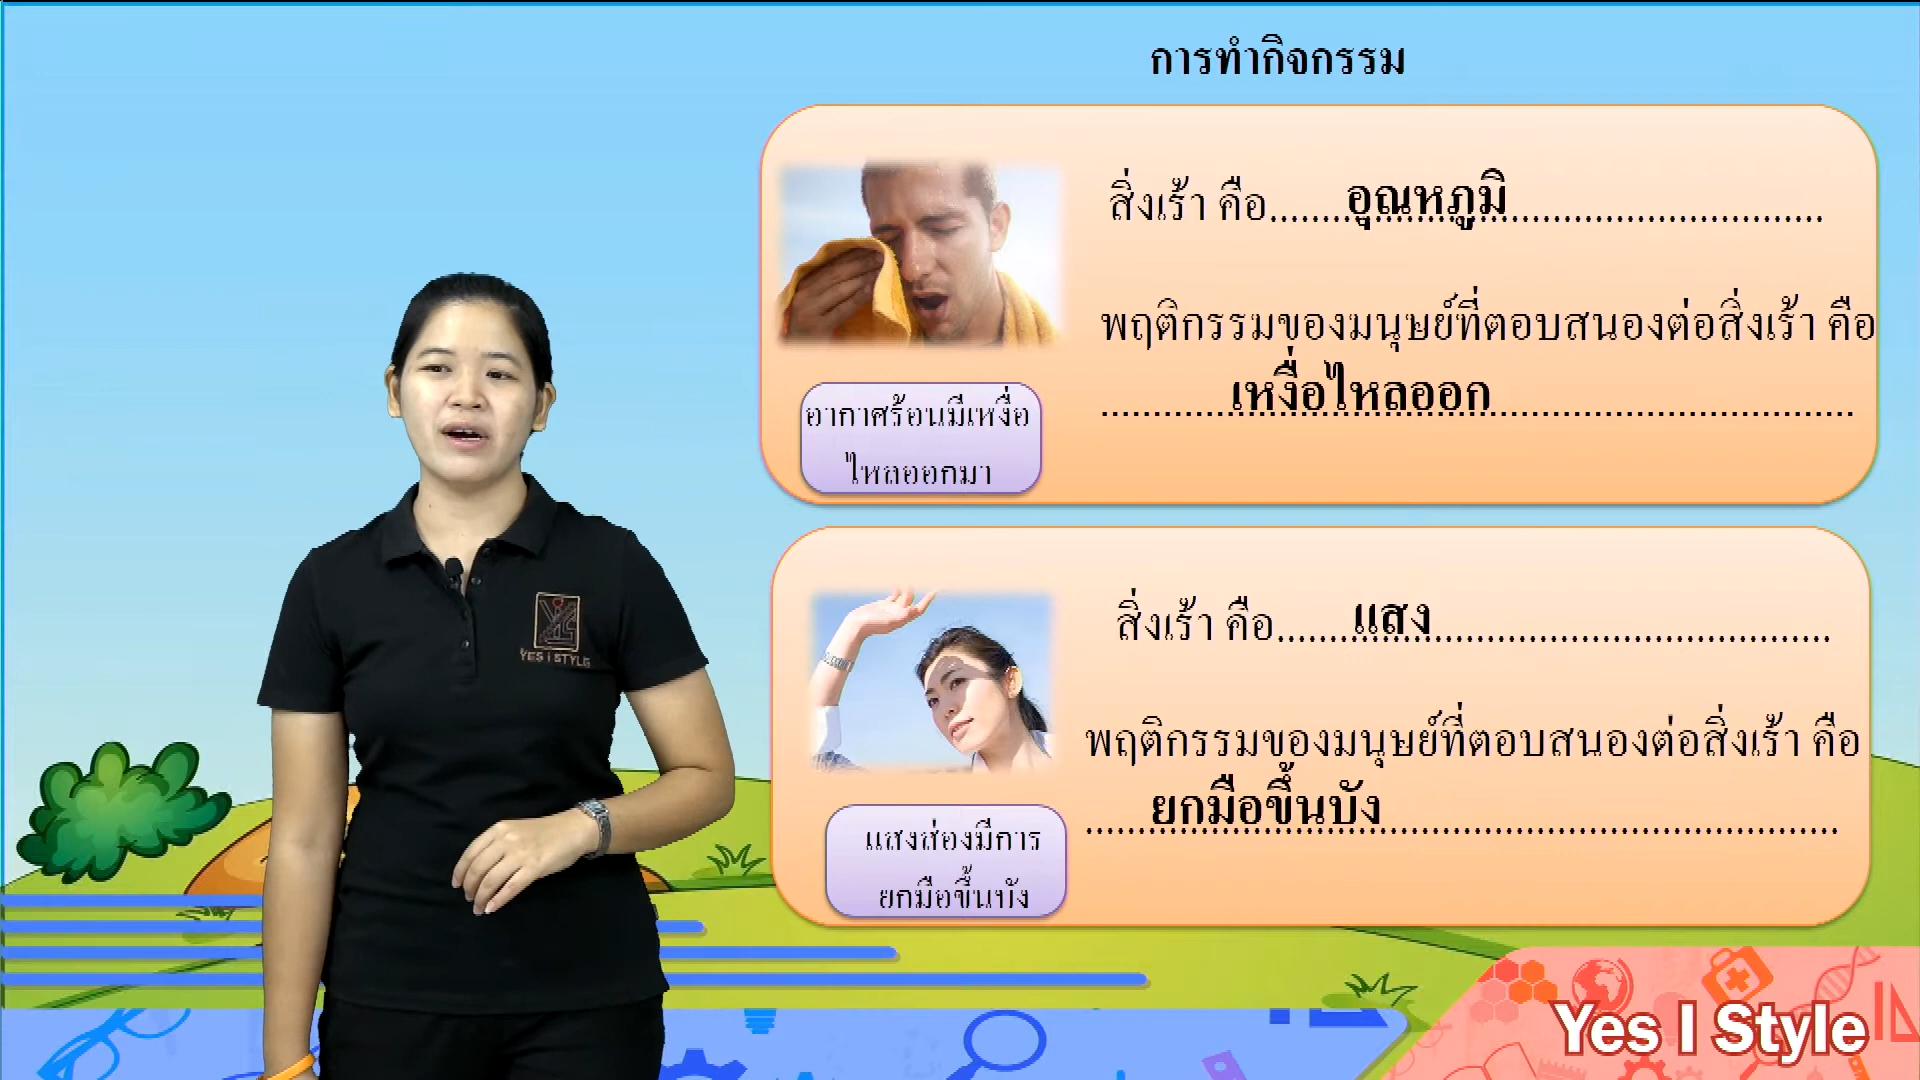 การทำกิจกรรม
สิ่งเร้า คือ......อุณหภูมิ..............................
พฤติกรรมของมนุษย์ที่ตอบสนองต่อสิ่งเร้า คือ
..........เหงื่อไหลออก..............................
อากาศร้อนมีเหงื่อ
ไหลออกมา
สิ่งเร้า คือ......แสง..............................
พฤติกรรมของมนุษย์ที่ตอบสนองต่อสิ่งเร้า คือ
.....ยกมือขึ้นบัง..............................
แสงส่องมีการ
ยกมือขึ้นบัง
YES I STYLE
Yes I Style